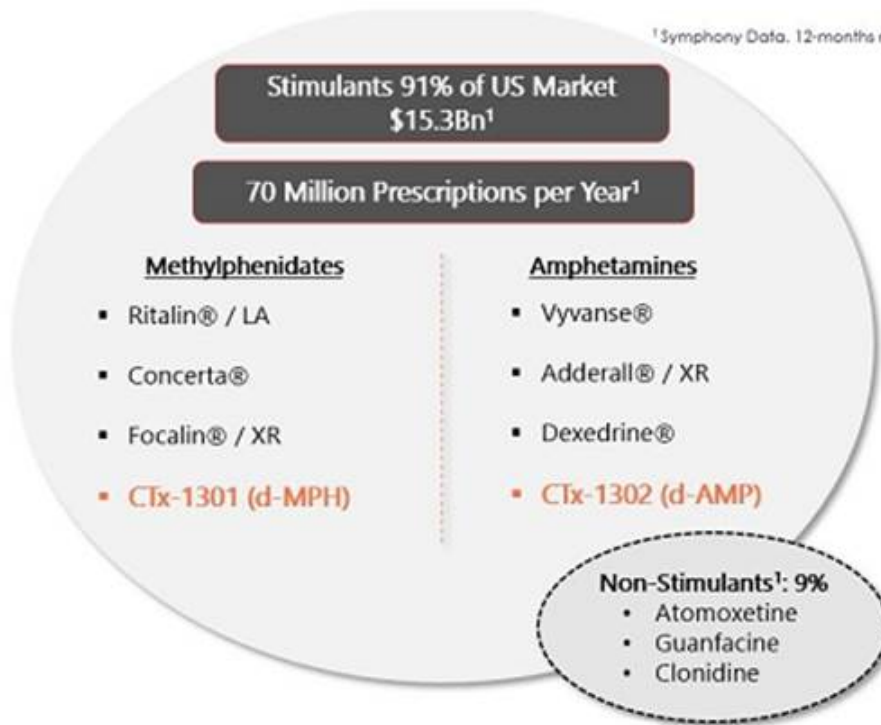 ¹Symphony Data. 12-months
Stimulants 91% of US Market
$15.3Bn¹
70 Million Prescriptions per Year¹
Methylphenidates
▪ Ritalin® / LA
▪ Concerta®
▪ Focalin® / XR
▪ CTx-1301 (d-MPH)
Amphetamines
▪ Vyvanse®
▪ Adderall® / XR
▪ Dexedrine®
▪ CTx-1302 (d-AMP)
Non-Stimulants¹: 9%
• Atomoxetine
• Guanfacine
• Clonidine